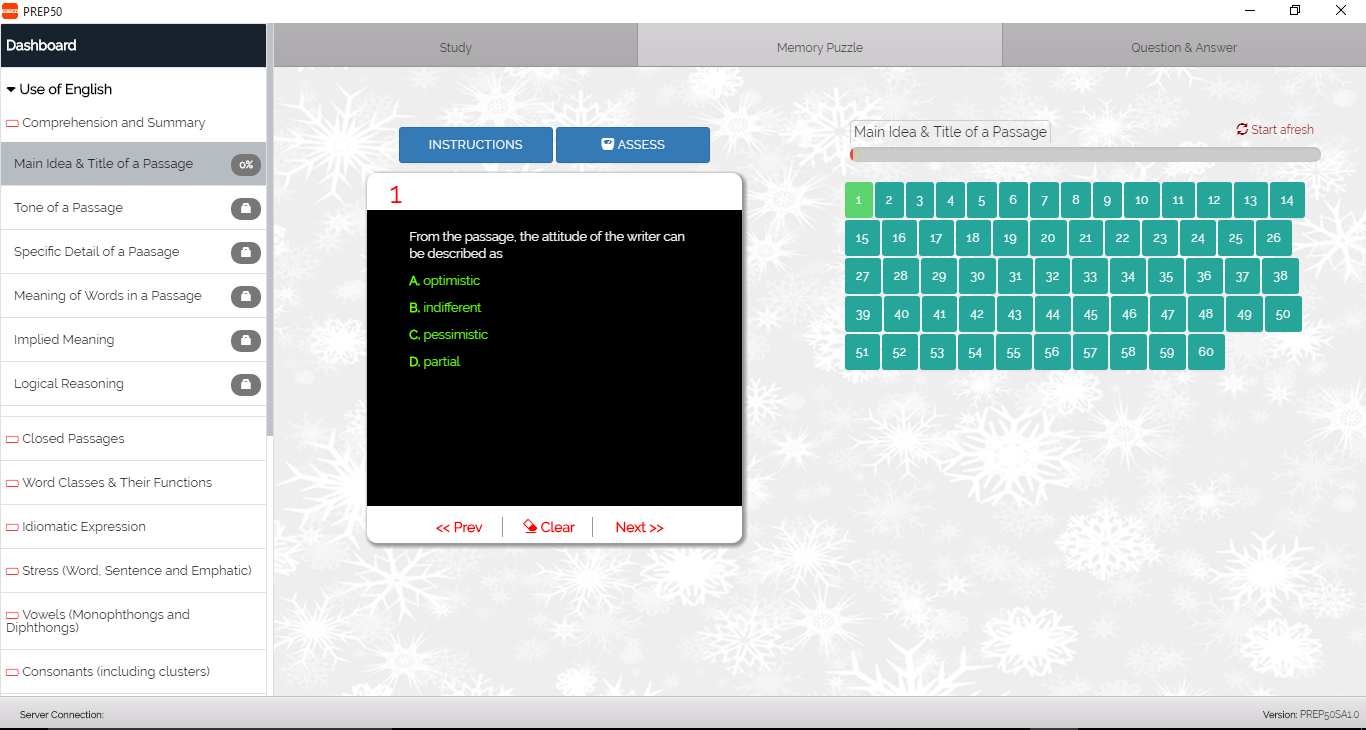 PREP50
Dashboard
Study
Memory Puzzle
Question & Answer
Use of English
Comprehension and Summary
Main Idea & Title of a Passage
0%
Tone of a Passage
Specific Detail of a Paasage
Meaning of Words in a Passage
Implied Meaning
Logical Reasoning
Closed Passages
Word Classes & Their Functions
Idiomatic Expression
Stress (Word, Sentence and Emphatic)
Vowels (Monophthongs and
Diphthongs)
Consonants (including clusters)
INSTRUCTIONS
ASSESS
1
From the passage, the attitude of the writer can
be described as
A. optimistic
B. indifferent
C. pessimistic
D. partial
<< Prev
Clear
Next >>
Main Idea & Title of a Passage
Start afresh
1 2 3 4 5 6 7 8 9 10 11 12 13 14
15 16 17 18 19 20 21 22 23 24 25 26
27 28 29 30 31 32 33 34 35 36 37 38
39 40 41 42 43 44 45 46 47 48 49 50
51 52 53 54 55 56 57 58 59 60
Server Connection:
Version: PREP50SA1.0